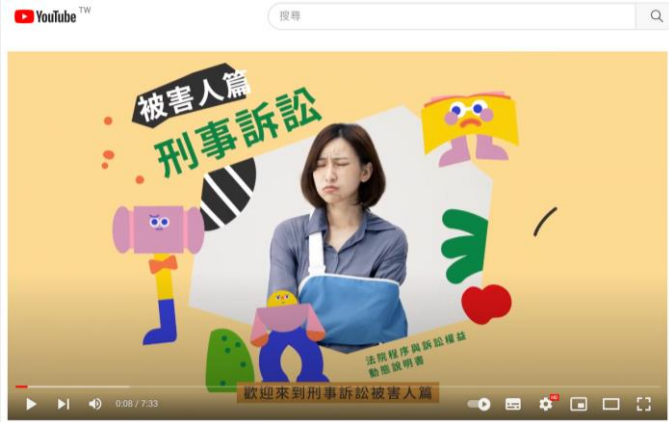 YouTube TW
搜尋
被害人篇
刑事訴訟
法院程序與訴訟權益
動態說明書
歡迎來到刑事訴訟被害人篇
0:08 / 7:33
HD